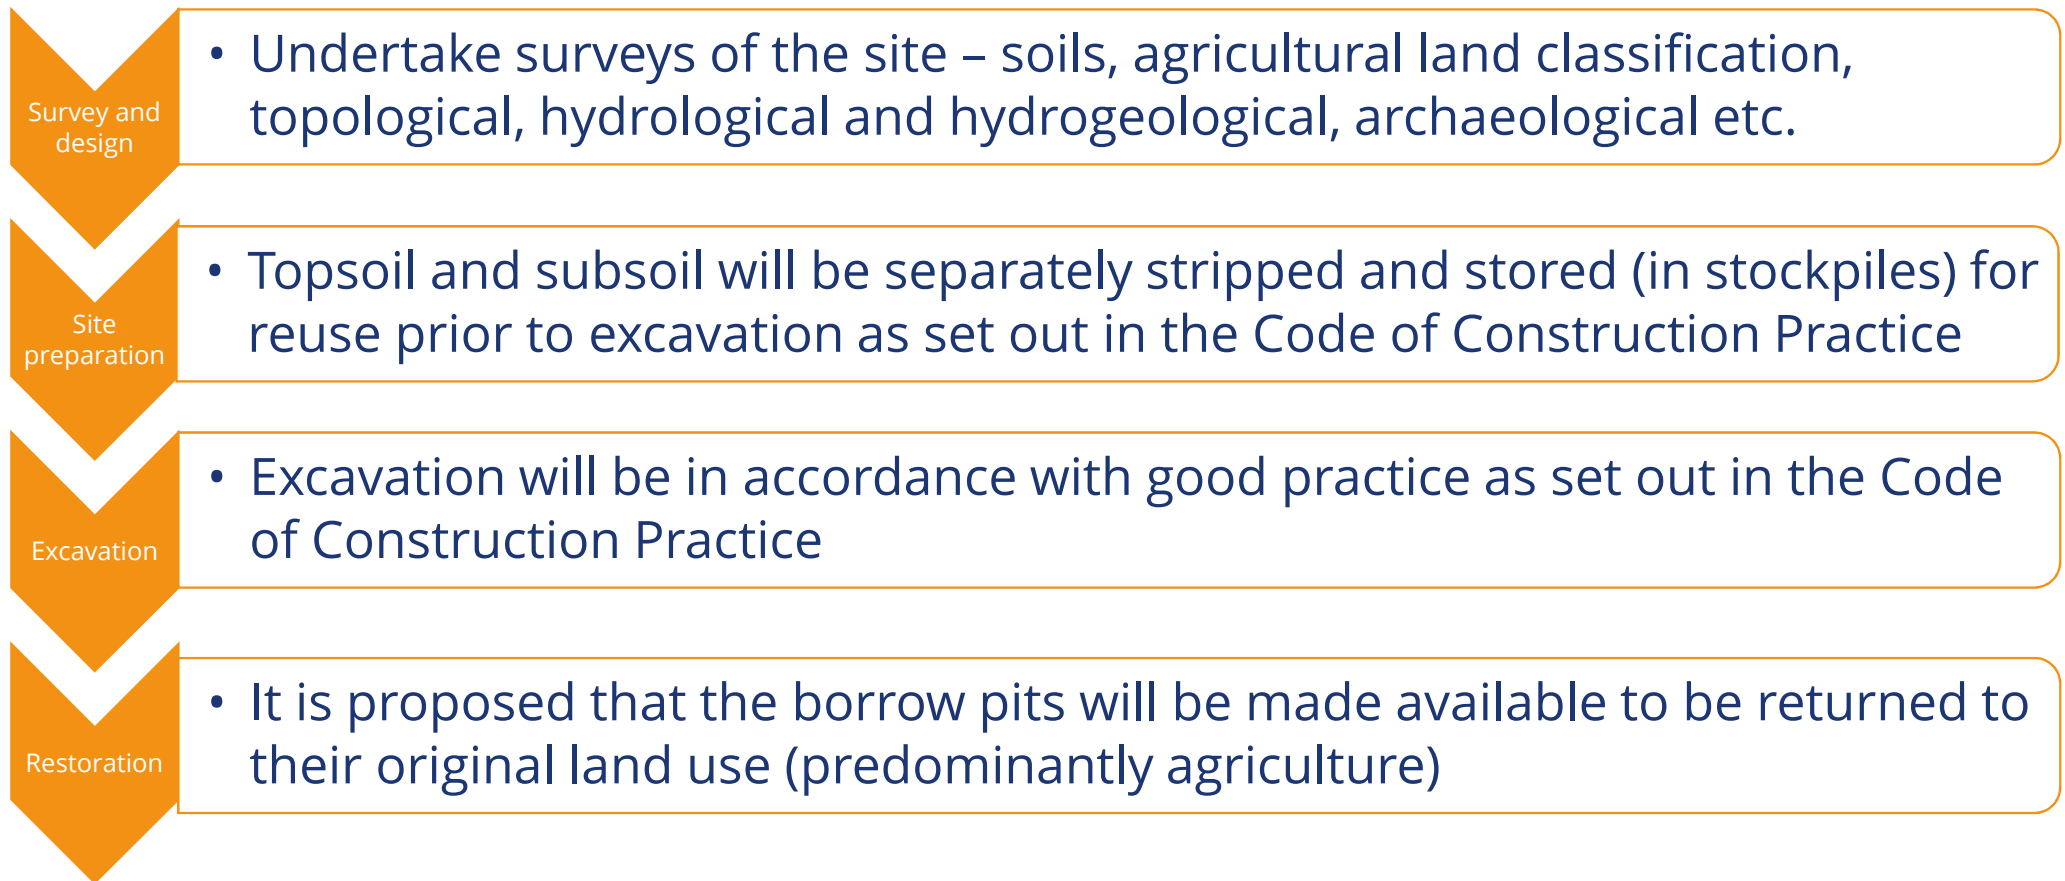 Survey and
design
• Undertake surveys of the site – soils, agricultural land classification,
topological, hydrological and hydrogeological, archaeological etc.
Site
preparation
• Topsoil and subsoil will be separately stripped and stored (in stockpiles) for
reuse prior to excavation as set out in the Code of Construction Practice
Excavation
• Excavation will be in accordance with good practice as set out in the Code
of Construction Practice
Restoration
• It is proposed that the borrow pits will be made available to be returned to
their original land use (predominantly agriculture)